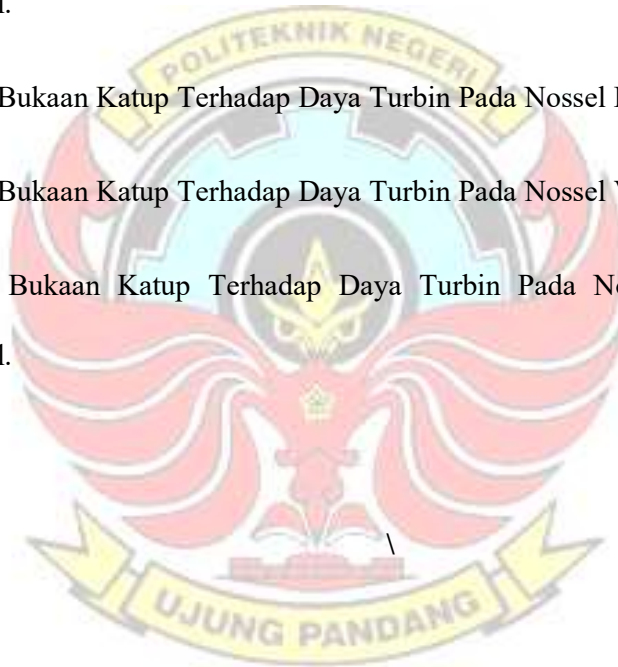 l.
POLITEKNIK NEGERI
Bukaan Katup Terhadap Daya Turbin Pada Nossel
Bukaan Katup Terhadap Daya Turbin Pada Nossel
Bukaan Katup Terhadap Daya Turbin Pada
l.
\
UJUNG PANDANG